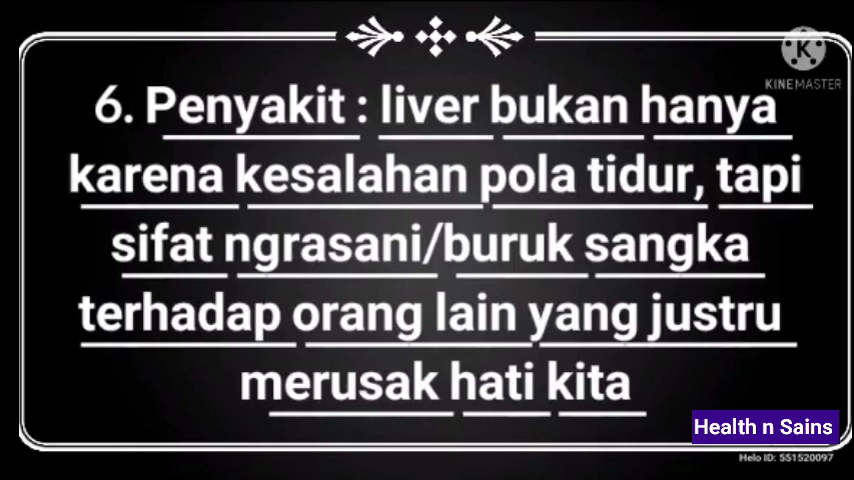 KINEMASTER
6. Penyakit : liver bukan hanya
karena kesalahan pola tidur, tapi
sifat ngrasani/buruk sangka
terhadap orang lain yang justru
merusak hati kita
Health n Sains
Helo ID: 551520097